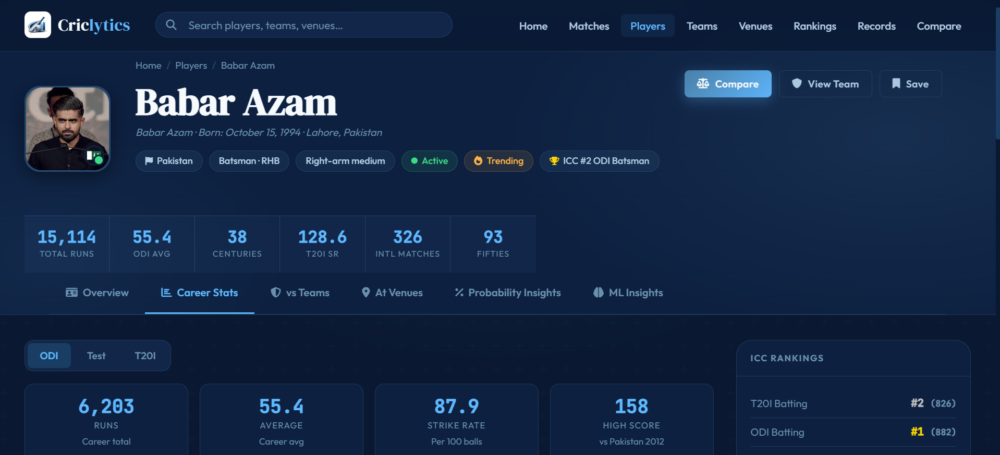 Criclytics
Search players, teams, venues...
Home Matches Players Teams Venues Rankings Records Compare
Home / Players / Babar Azam
Compare View Team Save
Babar Azam
Babar Azam · Born: October 15, 1994 · Lahore, Pakistan
Pakistan Batsman · RHB Right-arm medium Active Trending ICC #2 ODI Batsman
15,114 55.4 38 128.6 326 93
TOTAL RUNS ODI AVG CENTURIES T20I SR INTL MATCHES FIFTIES
Overview Career Stats vs Teams At Venues Probability Insights ML Insights
ODI Test T20I
6,203 55.4 87.9 158
RUNS AVERAGE STRIKE RATE HIGH SCORE
Career total Career avg Per 100 balls vs Pakistan 2012
ICC RANKINGS
T20I Batting #2 (826)
ODI Batting #1 (882)